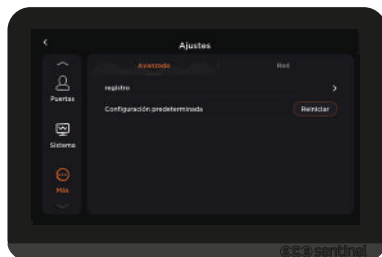 Ajustes
Avanzado
Red
registro
Puertas
Configuración predeterminada
Reiniciar
Sistema
Más
sentinel